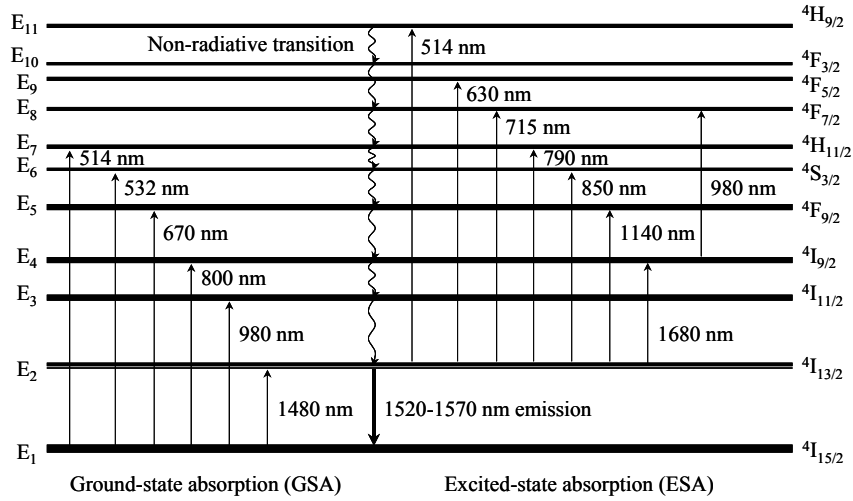 E₁₁ ⁴H₉/₂
Non-radiative transition 514 nm
E₁₀ ⁴F₃/₂
E₉ ⁴F₅/₂
630 nm
E₈ ⁴F₇/₂
715 nm
E₇ ⁴H₁₁/₂
514 nm 790 nm
E₆ ⁴S₃/₂
532 nm 850 nm 980 nm
E₅ ⁴F₉/₂
670 nm 1140 nm
E₄ ⁴I₉/₂
800 nm
E₃ ⁴I₁₁/₂
980 nm 1680 nm
E₂ ⁴I₁₃/₂
1480 nm 1520-1570 nm emission
E₁ ⁴I₁₅/₂
Ground-state absorption (GSA) Excited-state absorption (ESA)